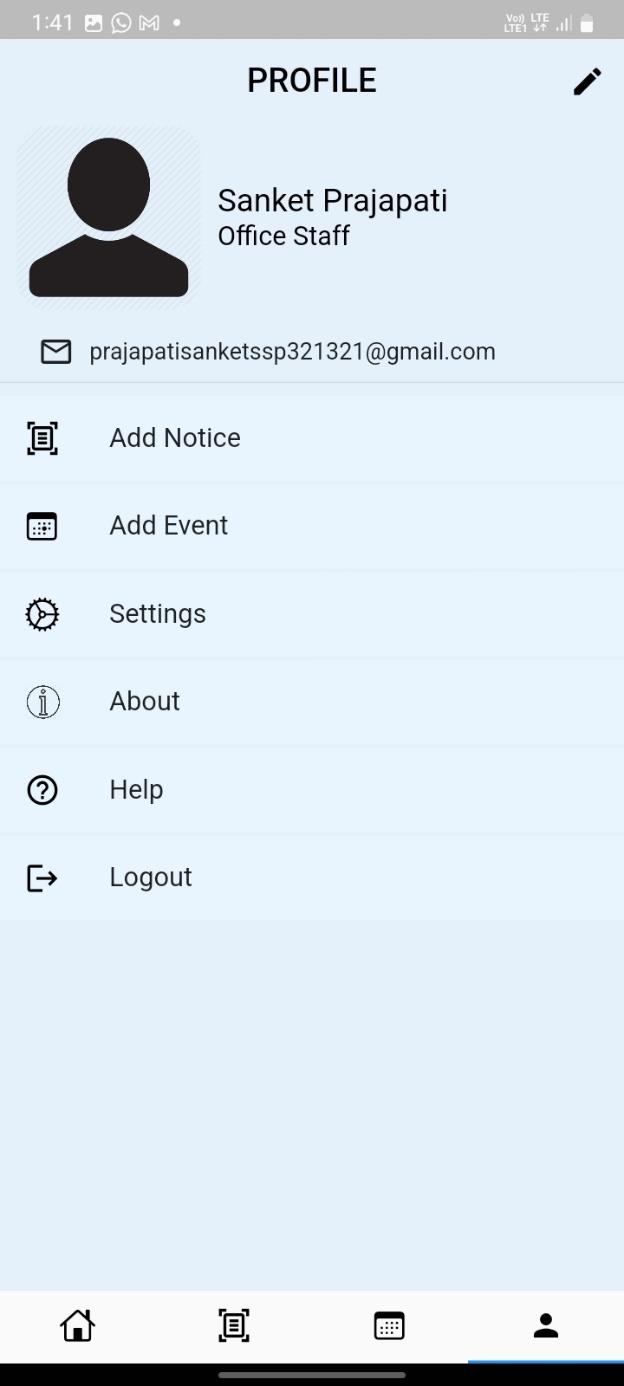 1:41
Vo)) LTE
LTE1
PROFILE
Sanket Prajapati
Office Staff
prajapatisanketssp321321@gmail.com
Add Notice
Add Event
Settings
About
Help
Logout